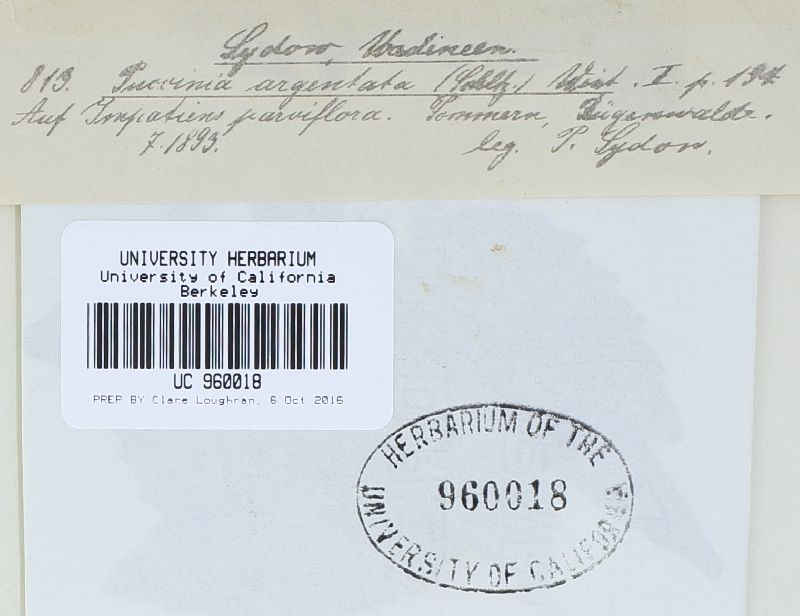 Sydow, Uredineen.
813. Puccinia argentata (Schltz.) Wint. I. p. 194
Auf Impatiens parviflora. Pommern, Rügenwalde.
7.1893. leg. P. Sydow.
UNIVERSITY HERBARIUM
University of California
Berkeley
UC 960018
PREP BY Clare Loughran, 6 Oct 2016
HERBARIUM OF THE
960018
UNIVERSITY OF CALIFORNIA